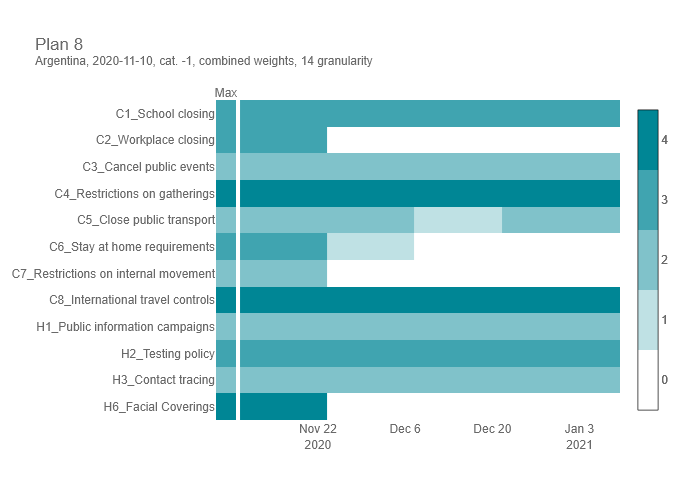 Plan 8
Argentina, 2020-11-10, cat. -1, combined weights, 14 granularity
Max
C1_School closing
C2_Workplace closing
C3_Cancel public events
C4_Restrictions on gatherings
C5_Close public transport
C6_Stay at home requirements
C7_Restrictions on internal movement
C8_International travel controls
H1_Public information campaigns
H2_Testing policy
H3_Contact tracing
H6_Facial Coverings
Nov 22 Dec 6 Dec 20 Jan 3
2020 2021
4
3
2
1
0